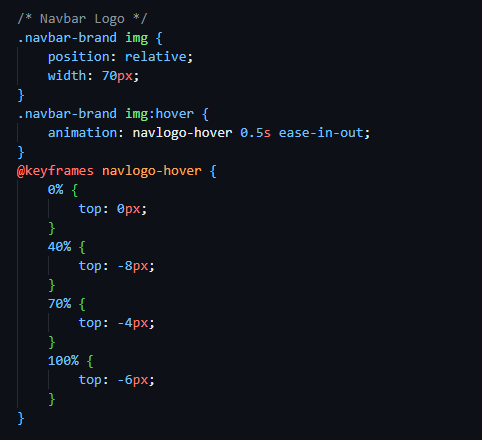 /* Navbar Logo */
.navbar-brand img {
    position: relative;
    width: 70px;
}
.navbar-brand img:hover {
    animation: navlogo-hover 0.5s ease-in-out;
}
@keyframes navlogo-hover {
    0% {
        top: 0px;
    }
    40% {
        top: -8px;
    }
    70% {
        top: -4px;
    }
    100% {
        top: -6px;
    }
}